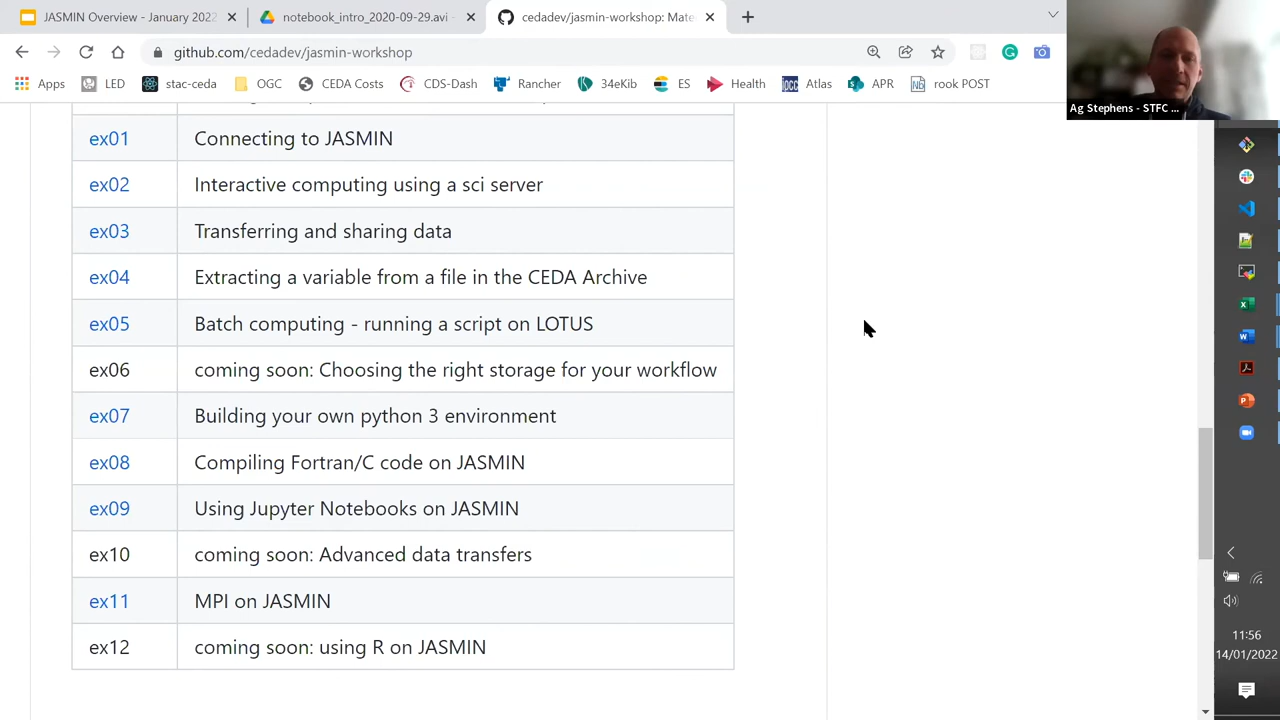 JASMIN Overview - January 2022
notebook_intro_2020-09-29.avi
cedadev/jasmin-workshop: Mate
github.com/cedadev/jasmin-workshop
Apps
LED
stac-ceda
OGC
CEDA Costs
CDS-Dash
Rancher
34eKib
ES
Health
Atlas
APR
rook POST
Ag Stephens - STFC ...
ex01 Connecting to JASMIN
ex02 Interactive computing using a sci server
ex03 Transferring and sharing data
ex04 Extracting a variable from a file in the CEDA Archive
ex05 Batch computing - running a script on LOTUS
ex06 coming soon: Choosing the right storage for your workflow
ex07 Building your own python 3 environment
ex08 Compiling Fortran/C code on JASMIN
ex09 Using Jupyter Notebooks on JASMIN
ex10 coming soon: Advanced data transfers
ex11 MPI on JASMIN
ex12 coming soon: using R on JASMIN
11:56
14/01/2022